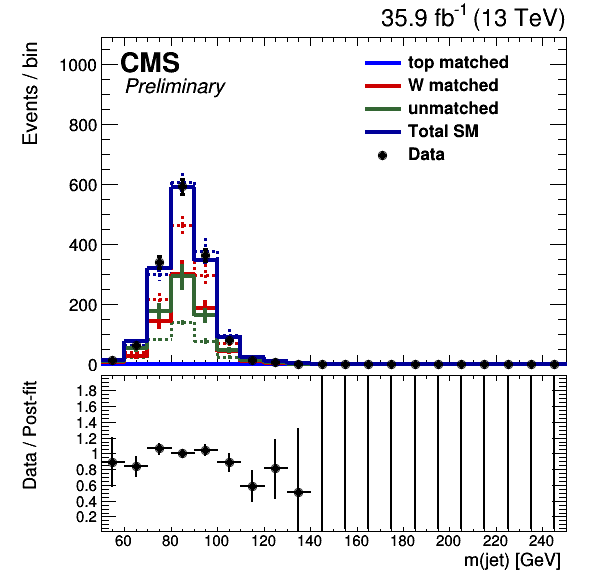 35.9 fb⁻¹ (13 TeV)
CMS
Preliminary
top matched
W matched
unmatched
Total SM
Data
Events / bin
1000
800
600
400
200
0
Data / Post-fit
1.8
1.6
1.4
1.2
1
0.8
0.6
0.4
0.2
60 80 100 120 140 160 180 200 220 240
m(jet) [GeV]